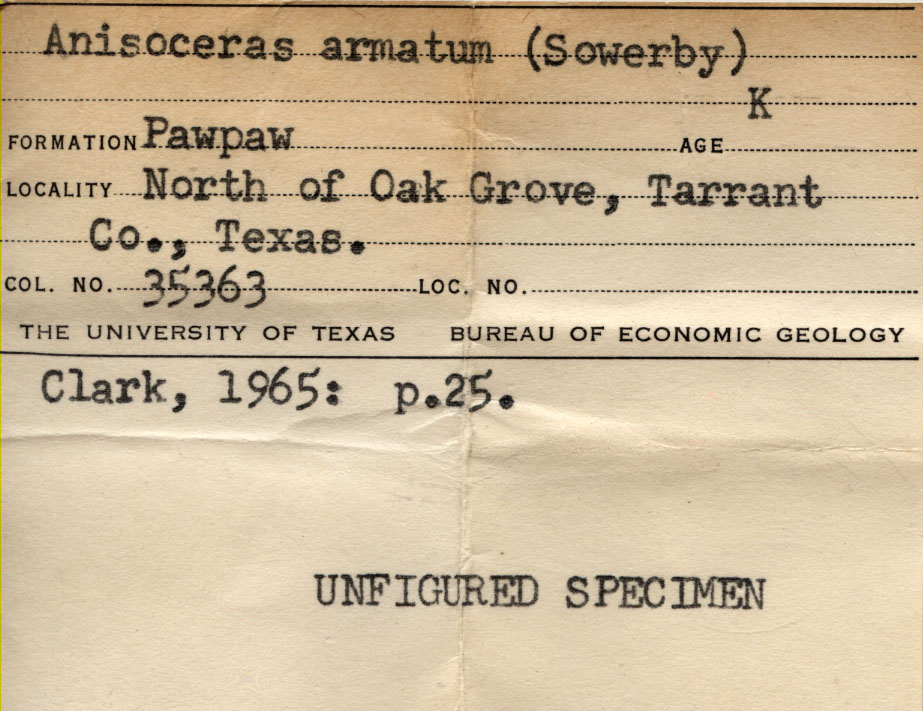 Anisoceras armatum (Sowerby)
K
FORMATION Pawpaw AGE
LOCALITY North of Oak Grove, Tarrant
Co., Texas.
COL. NO. 35363 LOC. NO.
THE UNIVERSITY OF TEXAS BUREAU OF ECONOMIC GEOLOGY
Clark, 1965: p.25.
UNFIGURED SPECIMEN